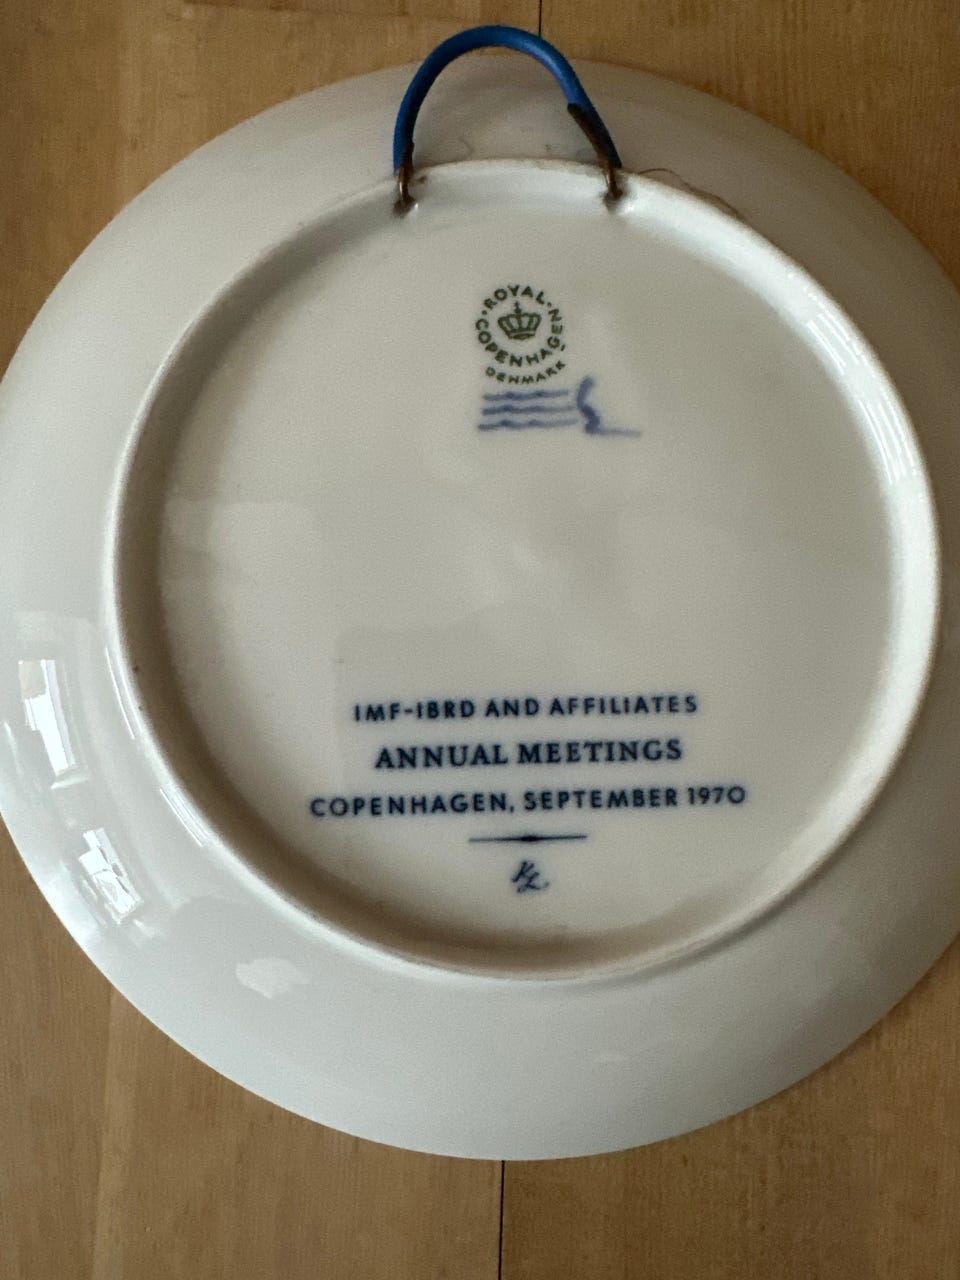 ROYAL COPENHAGEN
DENMARK
IMF-IBRD AND AFFILIATES
ANNUAL MEETINGS
COPENHAGEN, SEPTEMBER 1970